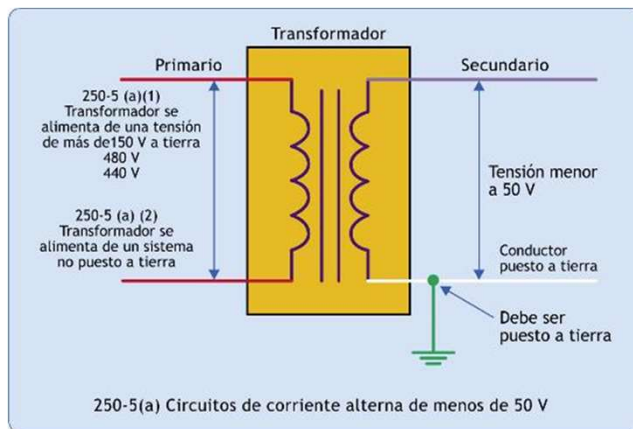 Transformador
Primario
Secundario
250-5 (a)(1)
Transformador se
alimenta de una tensión
de más de150 V a tierra
480 V
440 V
Tensión menor
a 50 V
250-5 (a) (2)
Transformador se
alimenta de un sistema
no puesto a tierra
Conductor
puesto a tierra
Debe ser
puesto a tierra
250-5(a) Circuitos de corriente alterna de menos de 50 V